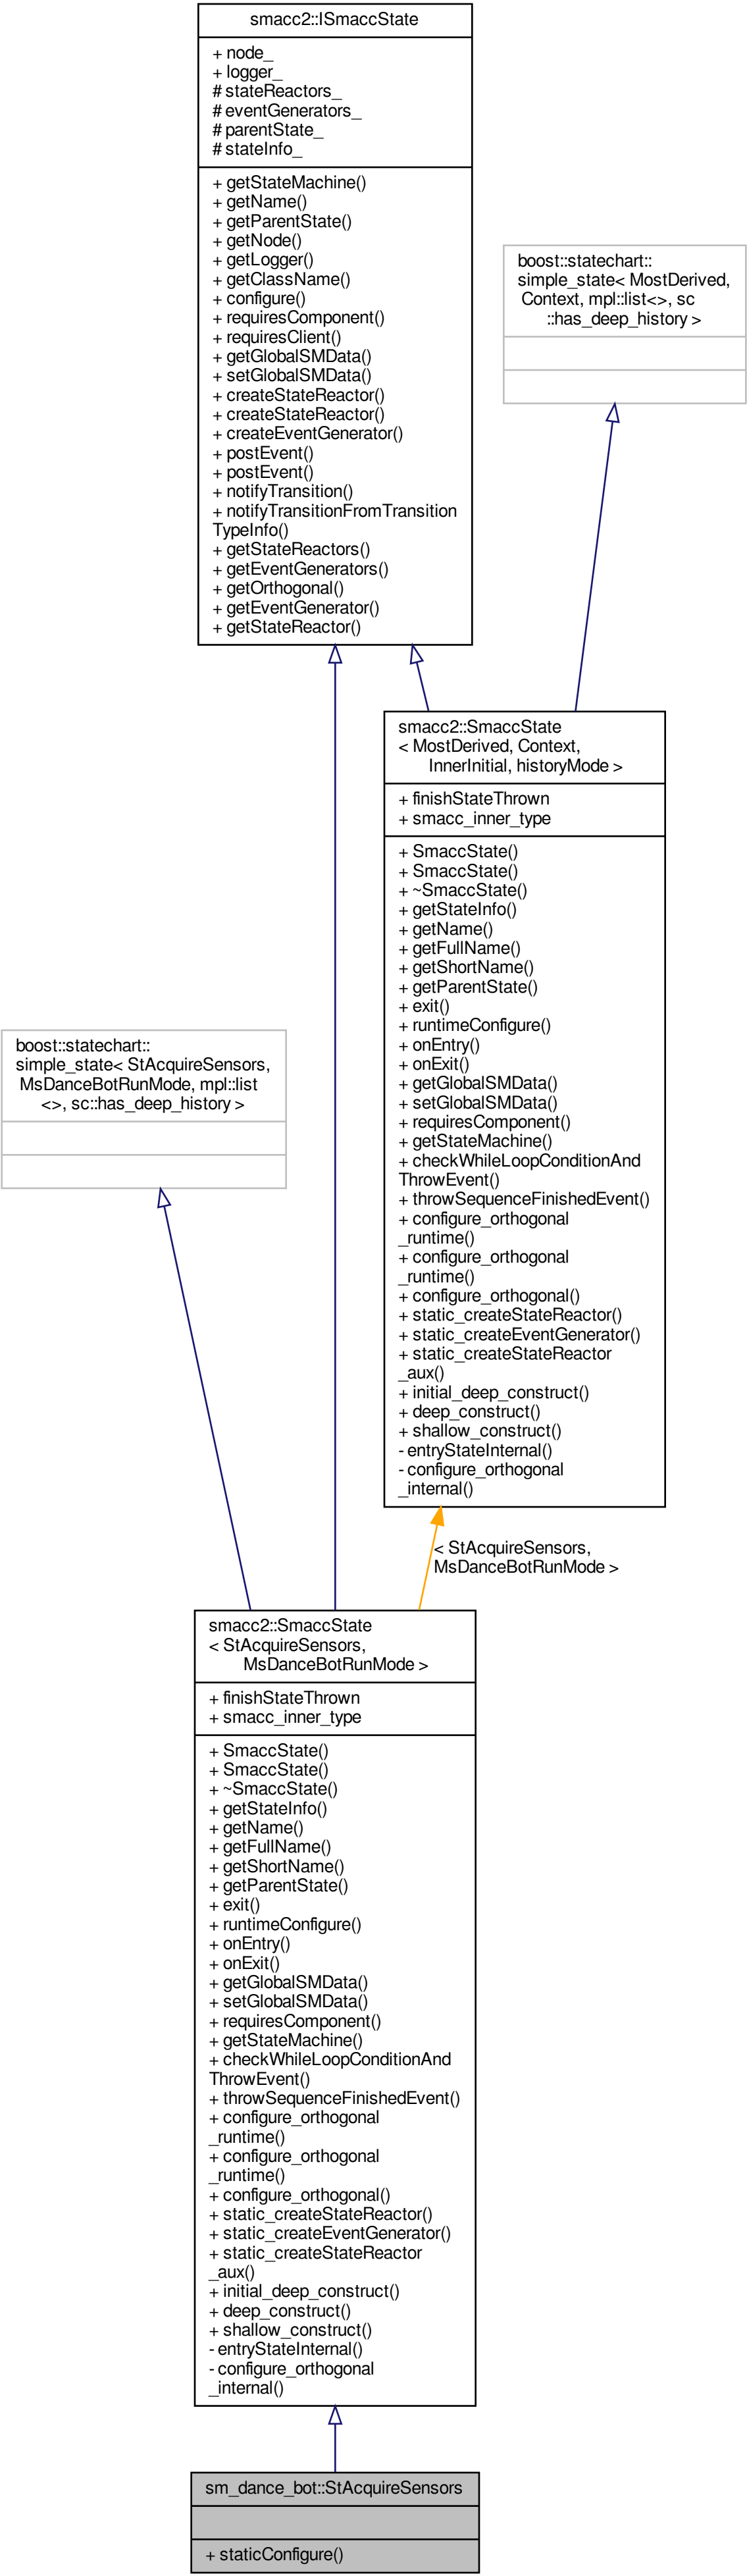 smacc2::ISmaccState
+ node_
+ logger_
# stateReactors_
# eventGenerators_
# parentState_
# stateInfo_
+ getStateMachine()
+ getName()
+ getParentState()
+ getNode()
+ getLogger()
+ getClassName()
+ configure()
+ requiresComponent()
+ requiresClient()
+ getGlobalSMData()
+ setGlobalSMData()
+ createStateReactor()
+ createStateReactor()
+ createEventGenerator()
+ postEvent()
+ postEvent()
+ notifyTransition()
+ notifyTransitionFromTransition
TypeInfo()
+ getStateReactors()
+ getEventGenerators()
+ getOrthogonal()
+ getEventGenerator()
+ getStateReactor()
boost::statechart::
simple_state< MostDerived,
Context, mpl::list<>, sc
::has_deep_history >
smacc2::SmaccState
< MostDerived, Context,
InnerInitial, historyMode >
+ finishStateThrown
+ smacc_inner_type
+ SmaccState()
+ SmaccState()
+ ~SmaccState()
+ getStateInfo()
+ getName()
+ getFullName()
+ getShortName()
+ getParentState()
+ exit()
+ runtimeConfigure()
+ onEntry()
+ onExit()
+ getGlobalSMData()
+ setGlobalSMData()
+ requiresComponent()
+ getStateMachine()
+ checkWhileLoopConditionAnd
ThrowEvent()
+ throwSequenceFinishedEvent()
+ configure_orthogonal
_runtime()
+ configure_orthogonal
_runtime()
+ configure_orthogonal()
+ static_createStateReactor()
+ static_createEventGenerator()
+ static_createStateReactor
_aux()
+ initial_deep_construct()
+ deep_construct()
+ shallow_construct()
- entryStateInternal()
- configure_orthogonal
_internal()
boost::statechart::
simple_state< StAcquireSensors,
MsDanceBotRunMode, mpl::list
<>, sc::has_deep_history >
< StAcquireSensors,
MsDanceBotRunMode >
smacc2::SmaccState
< StAcquireSensors,
MsDanceBotRunMode >
+ finishStateThrown
+ smacc_inner_type
+ SmaccState()
+ SmaccState()
+ ~SmaccState()
+ getStateInfo()
+ getName()
+ getFullName()
+ getShortName()
+ getParentState()
+ exit()
+ runtimeConfigure()
+ onEntry()
+ onExit()
+ getGlobalSMData()
+ setGlobalSMData()
+ requiresComponent()
+ getStateMachine()
+ checkWhileLoopConditionAnd
ThrowEvent()
+ throwSequenceFinishedEvent()
+ configure_orthogonal
_runtime()
+ configure_orthogonal
_runtime()
+ configure_orthogonal()
+ static_createStateReactor()
+ static_createEventGenerator()
+ static_createStateReactor
_aux()
+ initial_deep_construct()
+ deep_construct()
+ shallow_construct()
- entryStateInternal()
- configure_orthogonal
_internal()
sm_dance_bot::StAcquireSensors
+ staticConfigure()